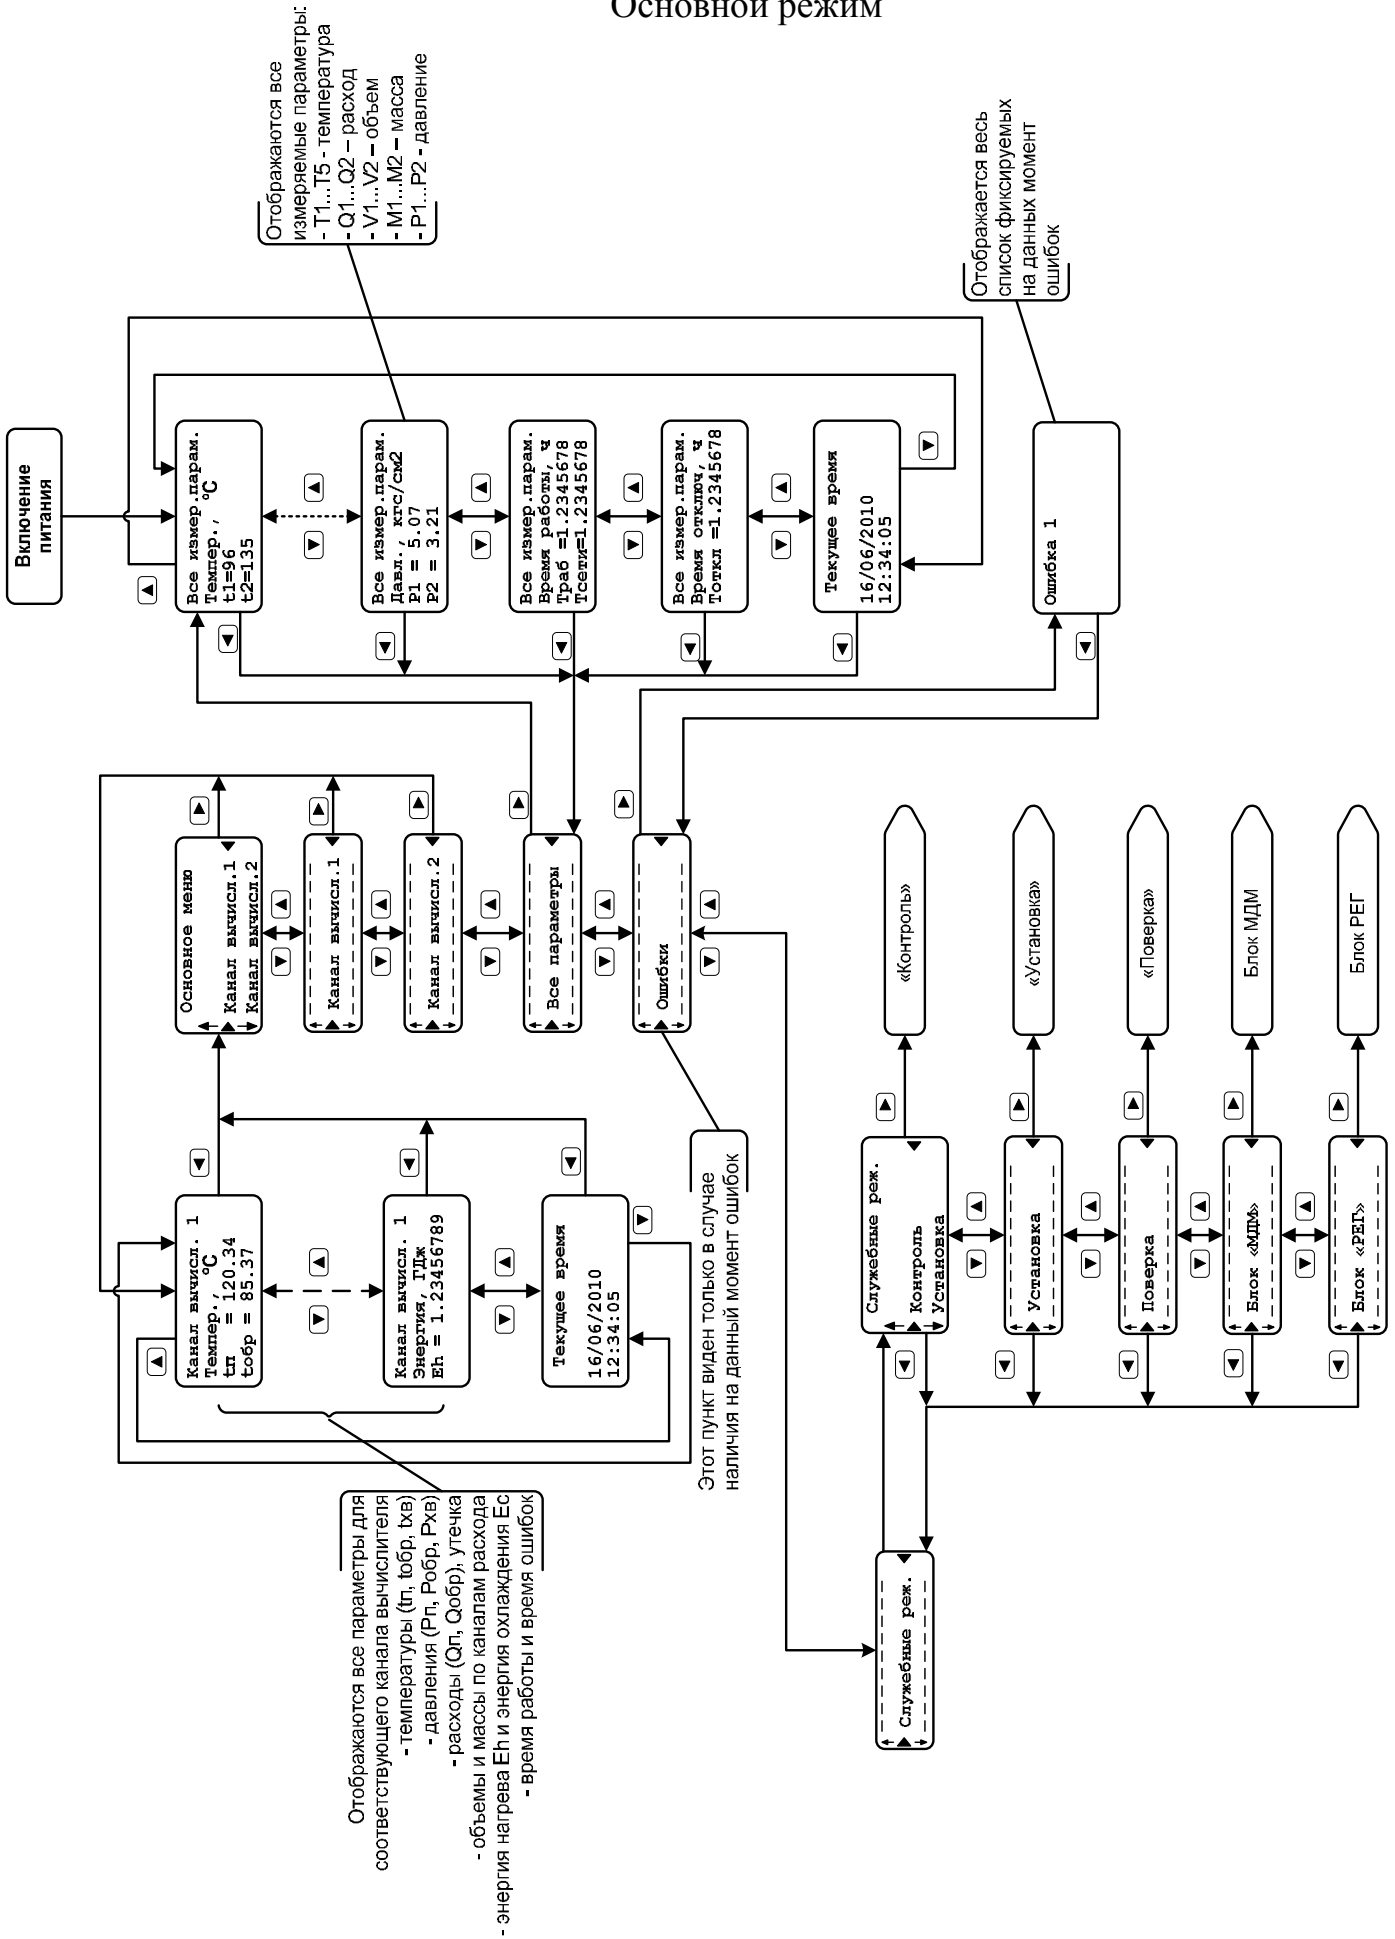 Основной режим
Включение
питания
Отображаются все
измеряемые параметры:
- T1...T5 - температура
- Q1...Q2 – расход
- V1...V2 – объем
- M1...M2 – масса
- P1...P2 - давление
Все измер.парам.
Темпер., °C
t1=96
t2=135
Все измер.парам.
Давл., кгс/см2
P1 = 5.07
P2 = 3.21
Все измер.парам.
Время работы, ч
Траб =1.2345678
Тсети=1.2345678
Все измер.парам.
Время отключ, ч
Тоткл =1.2345678
Текущее время
16/06/2010
12:34:05
Отображается весь
список фиксируемых
на данных момент
ошибок
Ошибка 1
Основное меню
Канал вычисл.1
Канал вычисл.2
Канал вычисл.1
Канал вычисл.2
Все параметры
Ошибки
Канал вычисл. 1
Темпер., °C
tп = 120.34
tобр = 85.37
Канал вычисл. 1
Энергия, ГДж
Eh = 1.23456789
Текущее время
16/06/2010
12:34:05
Этот пункт виден только в случае
наличия на данный момент ошибок
Отображаются все параметры для
соответствующего канала вычислителя
- температуры (tп, tобр, tхв)
- давления (Рп, Робр, Рхв)
- расходы (Qп, Qобр), утечка
- объемы и массы по каналам расхода
- энергия нагрева Eh и энергия охлаждения Ec
- время работы и время ошибок
Служебные реж.
Служебные реж.
Контроль
Установка
Установка
Поверка
Блок «МДМ»
Блок «РЕГ»
«Контроль»
«Установка»
«Поверка»
Блок МДМ
Блок РЕГ